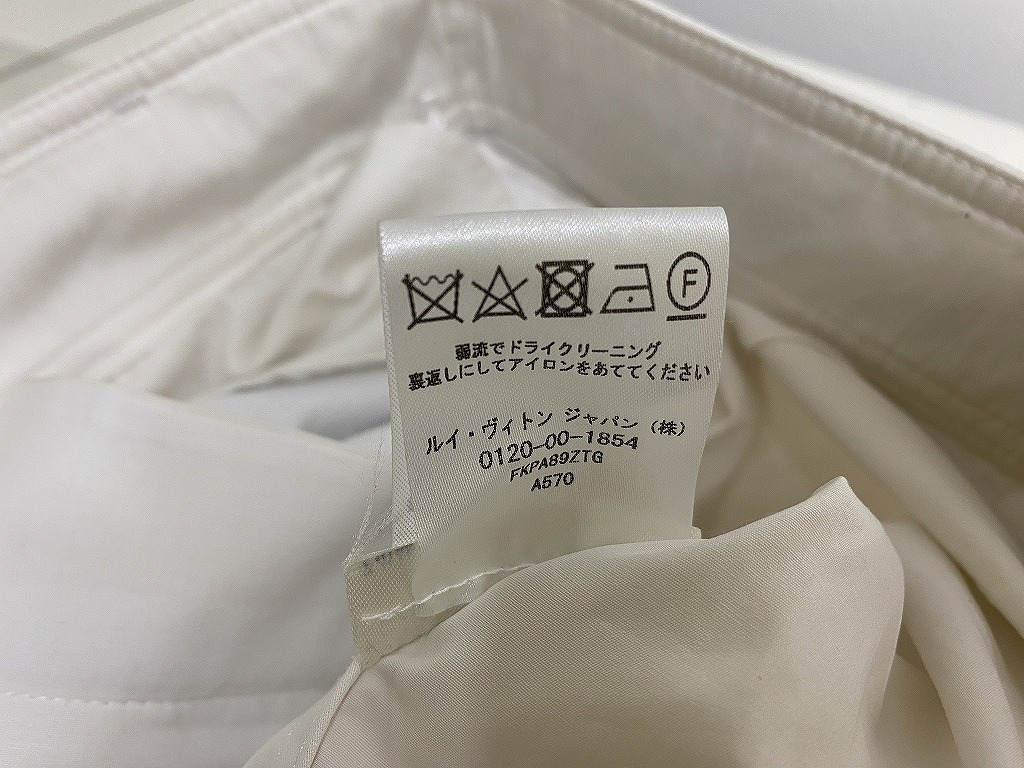 F
弱流でドライクリーニング
裏返しにしてアイロンをあててください
ルイ・ヴィトン ジャパン (株)
0120-00-1854
FKPA89ZTG
A570